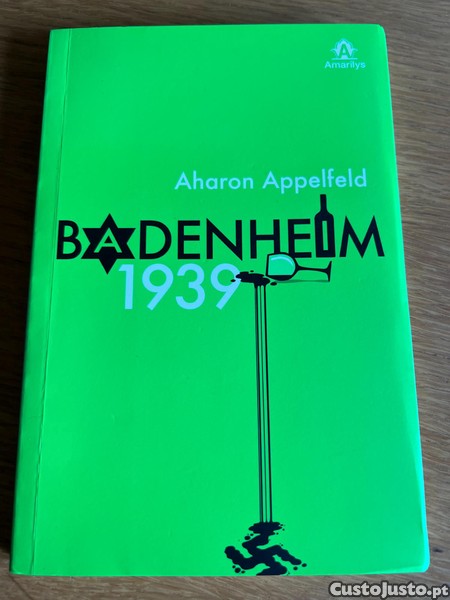 Amarilys
Aharon Appelfeld
BADENHEIM
1939
CustoJusto.pt